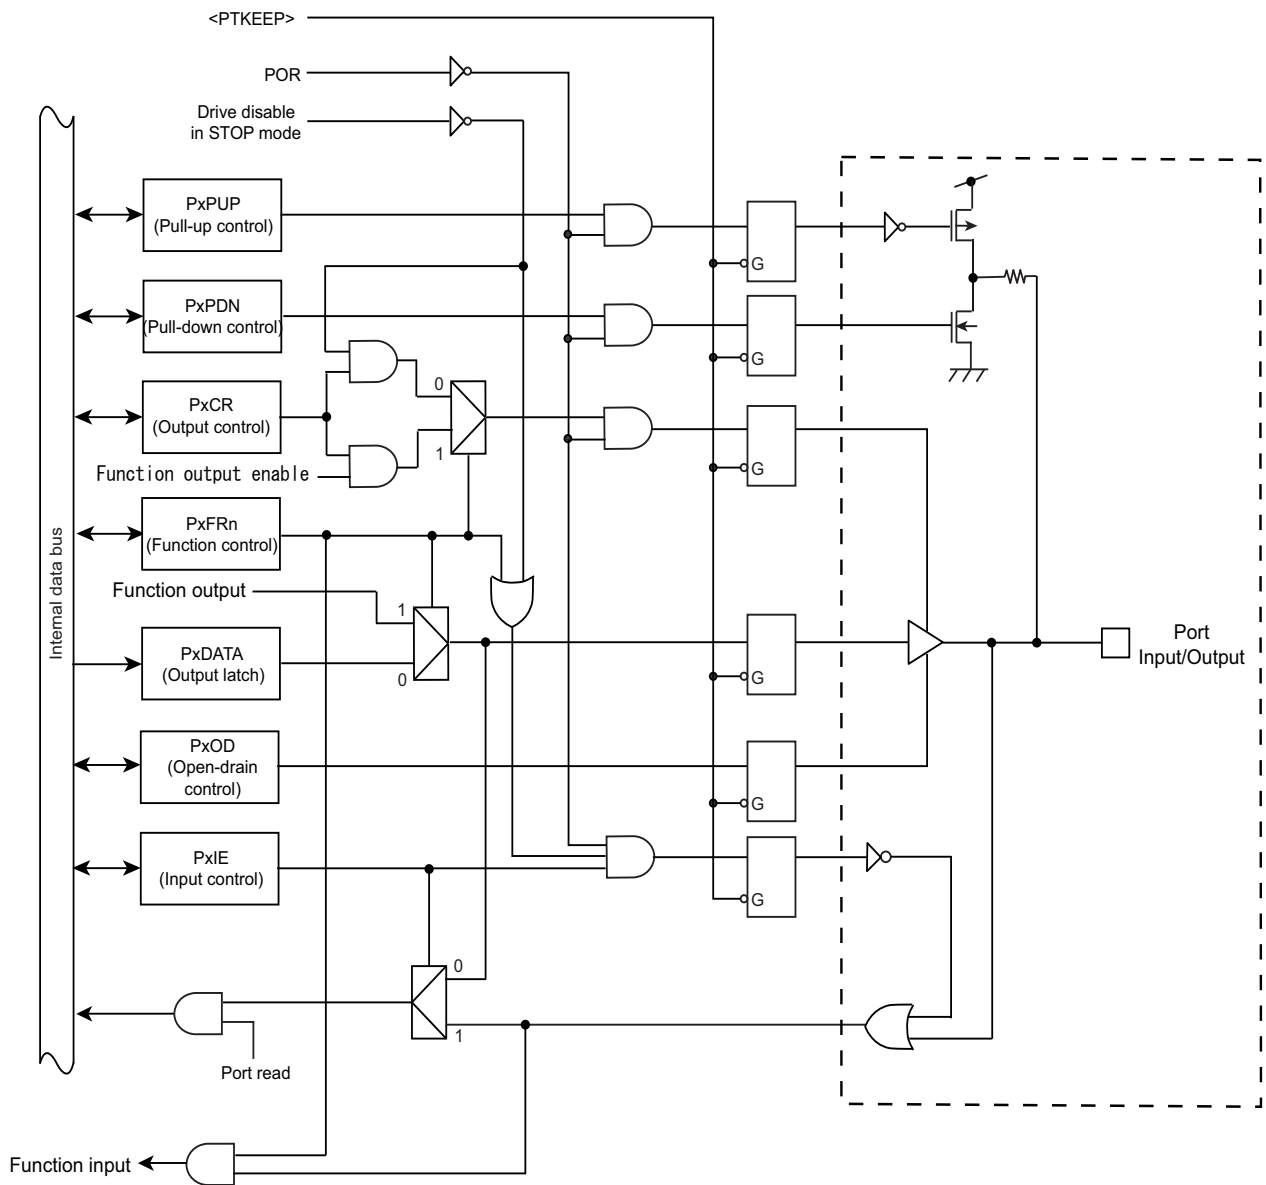 <PTKEEP>
POR
Drive disable
in STOP mode
PxPUP
(Pull-up control)
G
PxPDN
(Pull-down control)
G
0
PxCR
(Output control)
1
G
Function output enable
PxFRn
(Function control)
Internal data bus
Function output
1
PxDATA
(Output latch)
0
G
Port
Input/Output
PxOD
(Open-drain
control)
G
PxIE
(Input control)
G
0
1
Port read
Function input